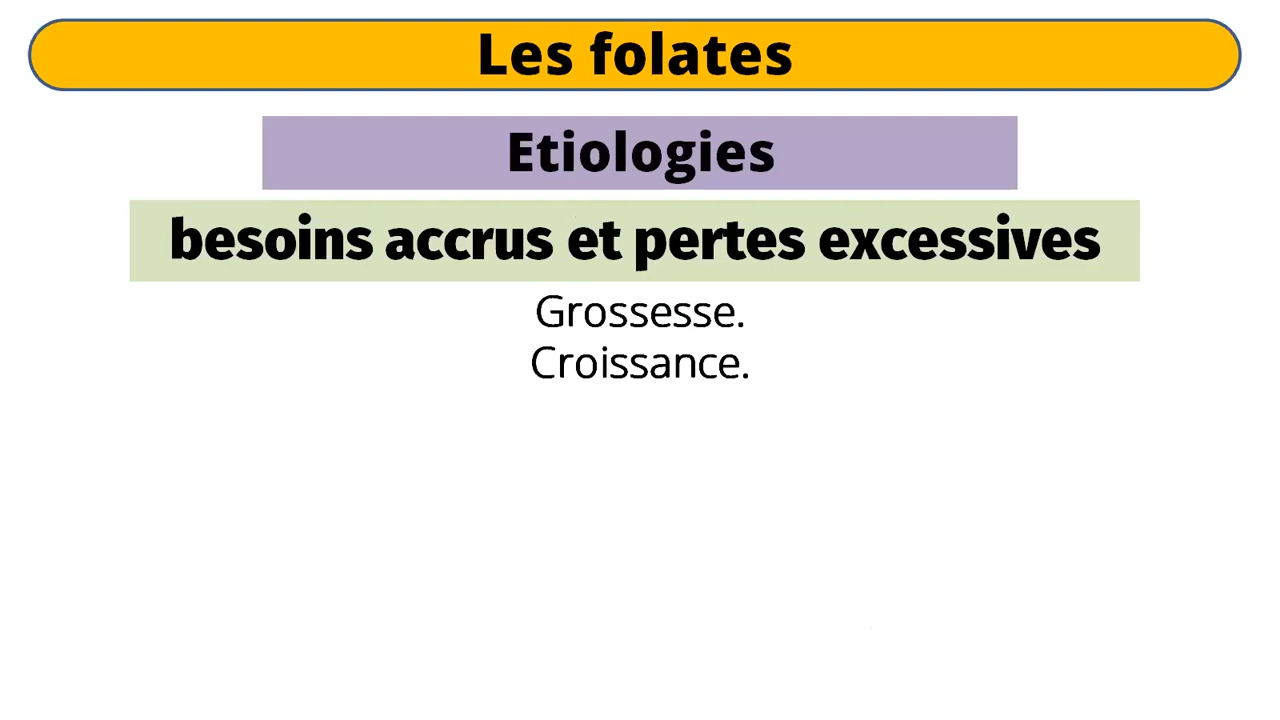 Les folates
Etiologies
besoins accrus et pertes excessives
Grossesse.
Croissance.